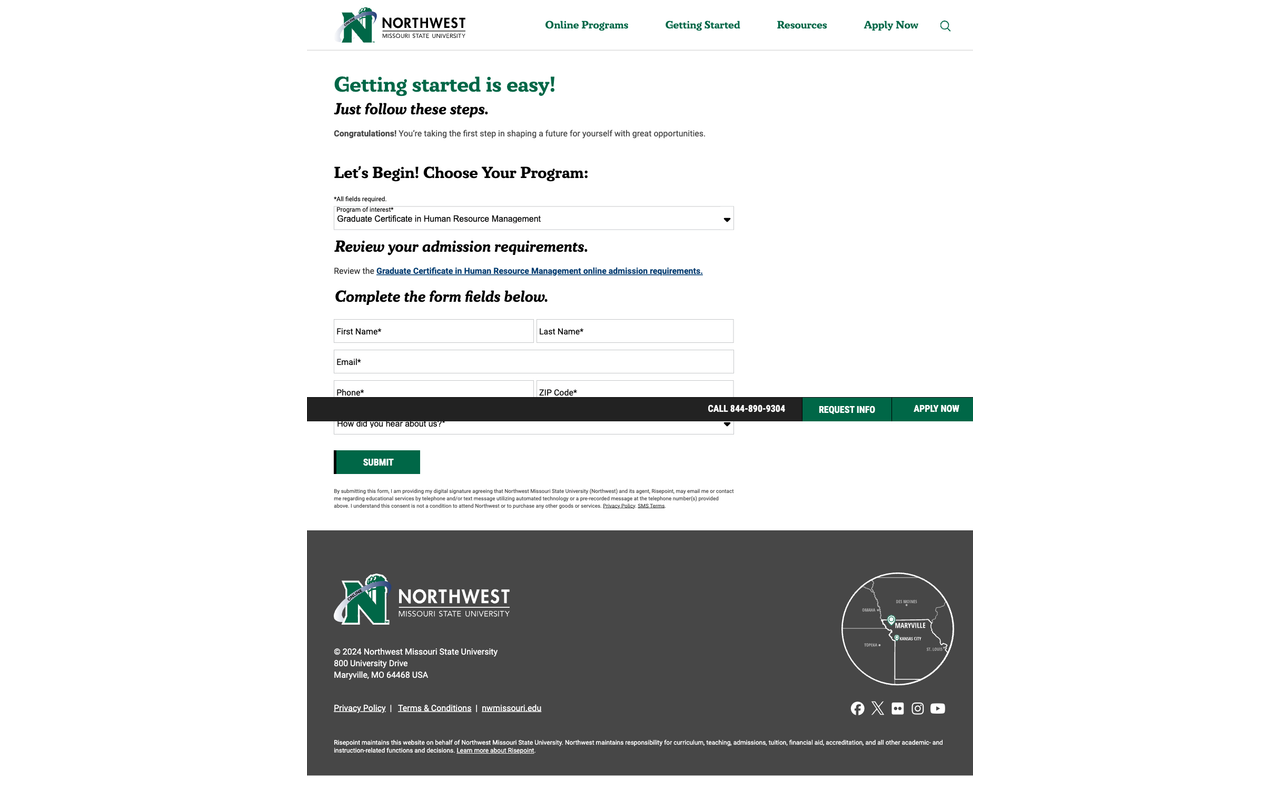 NORTHWEST
MISSOURI STATE UNIVERSITY
Online Programs Getting Started Resources Apply Now
Getting started is easy!
Just follow these steps.
Congratulations! You're taking the first step in shaping a future for yourself with great opportunities.
Let's Begin! Choose Your Program:
*All fields required.
Program of interest*
Graduate Certificate in Human Resource Management
Review your admission requirements.
Review the Graduate Certificate in Human Resource Management online admission requirements.
Complete the form fields below.
First Name* Last Name*
Email*
Phone* ZIP Code*
CALL 844-890-9304 REQUEST INFO APPLY NOW
How did you hear about us?*
SUBMIT
By submitting this form, I am providing my digital signature agreeing that Northwest Missouri State University (Northwest) and its agent, Risepoint, may email me or contact
me regarding educational services by telephone and/or text message utilizing automated technology or a pre-recorded message at the telephone number(s) provided
above. I understand this consent is not a condition to attend Northwest or to purchase any other goods or services. Privacy Policy. SMS Terms.
ONLINE
NORTHWEST
MISSOURI STATE UNIVERSITY
DES MOINES
OMAHA
MARYVILLE
KANSAS CITY
TOPEKA
ST. LOUIS
© 2024 Northwest Missouri State University
800 University Drive
Maryville, MO 64468 USA
Privacy Policy | Terms & Conditions | nwmissouri.edu
Risepoint maintains this website on behalf of Northwest Missouri State University. Northwest maintains responsibility for curriculum, teaching, admissions, tuition, financial aid, accreditation, and all other academic- and
instruction-related functions and decisions. Learn more about Risepoint.